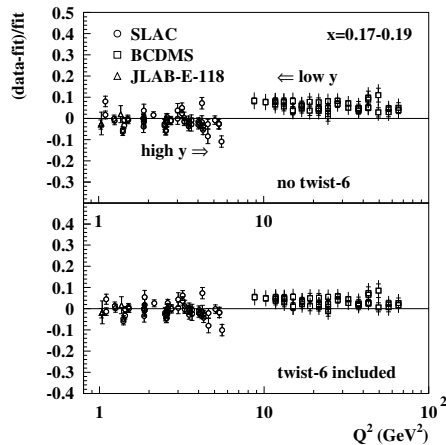 (data-fit)/fit
0.5
0.4
0.3
0.2
0.1
0
-0.1
-0.2
-0.3
SLAC
BCDMS
JLAB-E-118
x=0.17-0.19
⇐ low y
high y ⇒
no twist-6
1 10
0.5
0.4
0.3
0.2
0.1
0
-0.1
-0.2
-0.3
-0.4
twist-6 included
1 10 10²
Q² (GeV²)